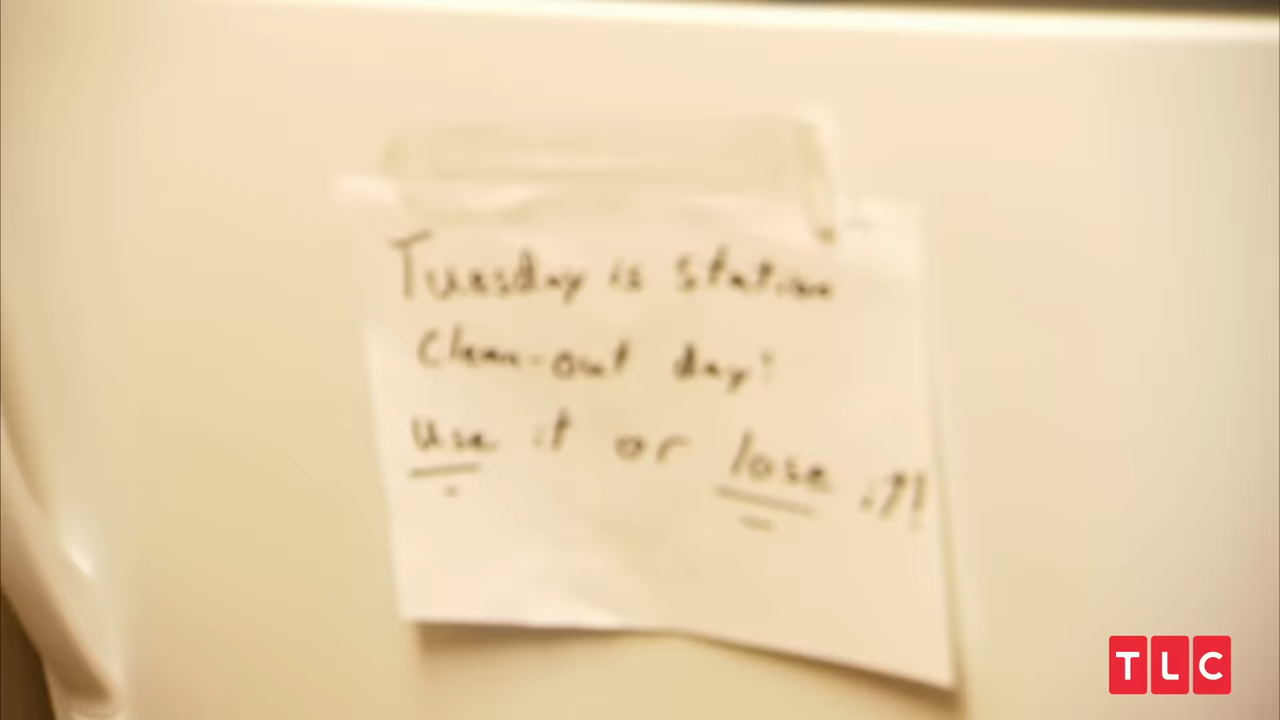 Tuesday is station
Clean-out day!
Use it or lose it!
TLC